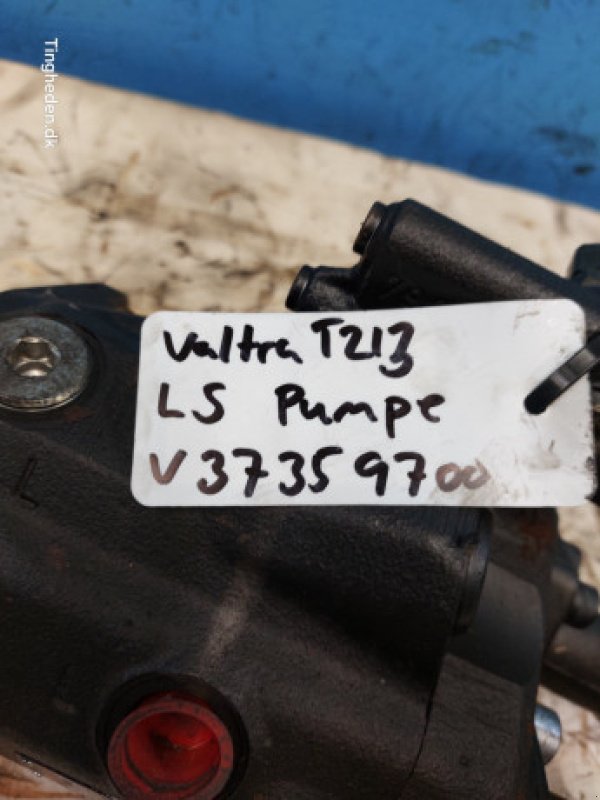 Tingheden.dk
Valtra T213
LS Pumpe
V37359700
L